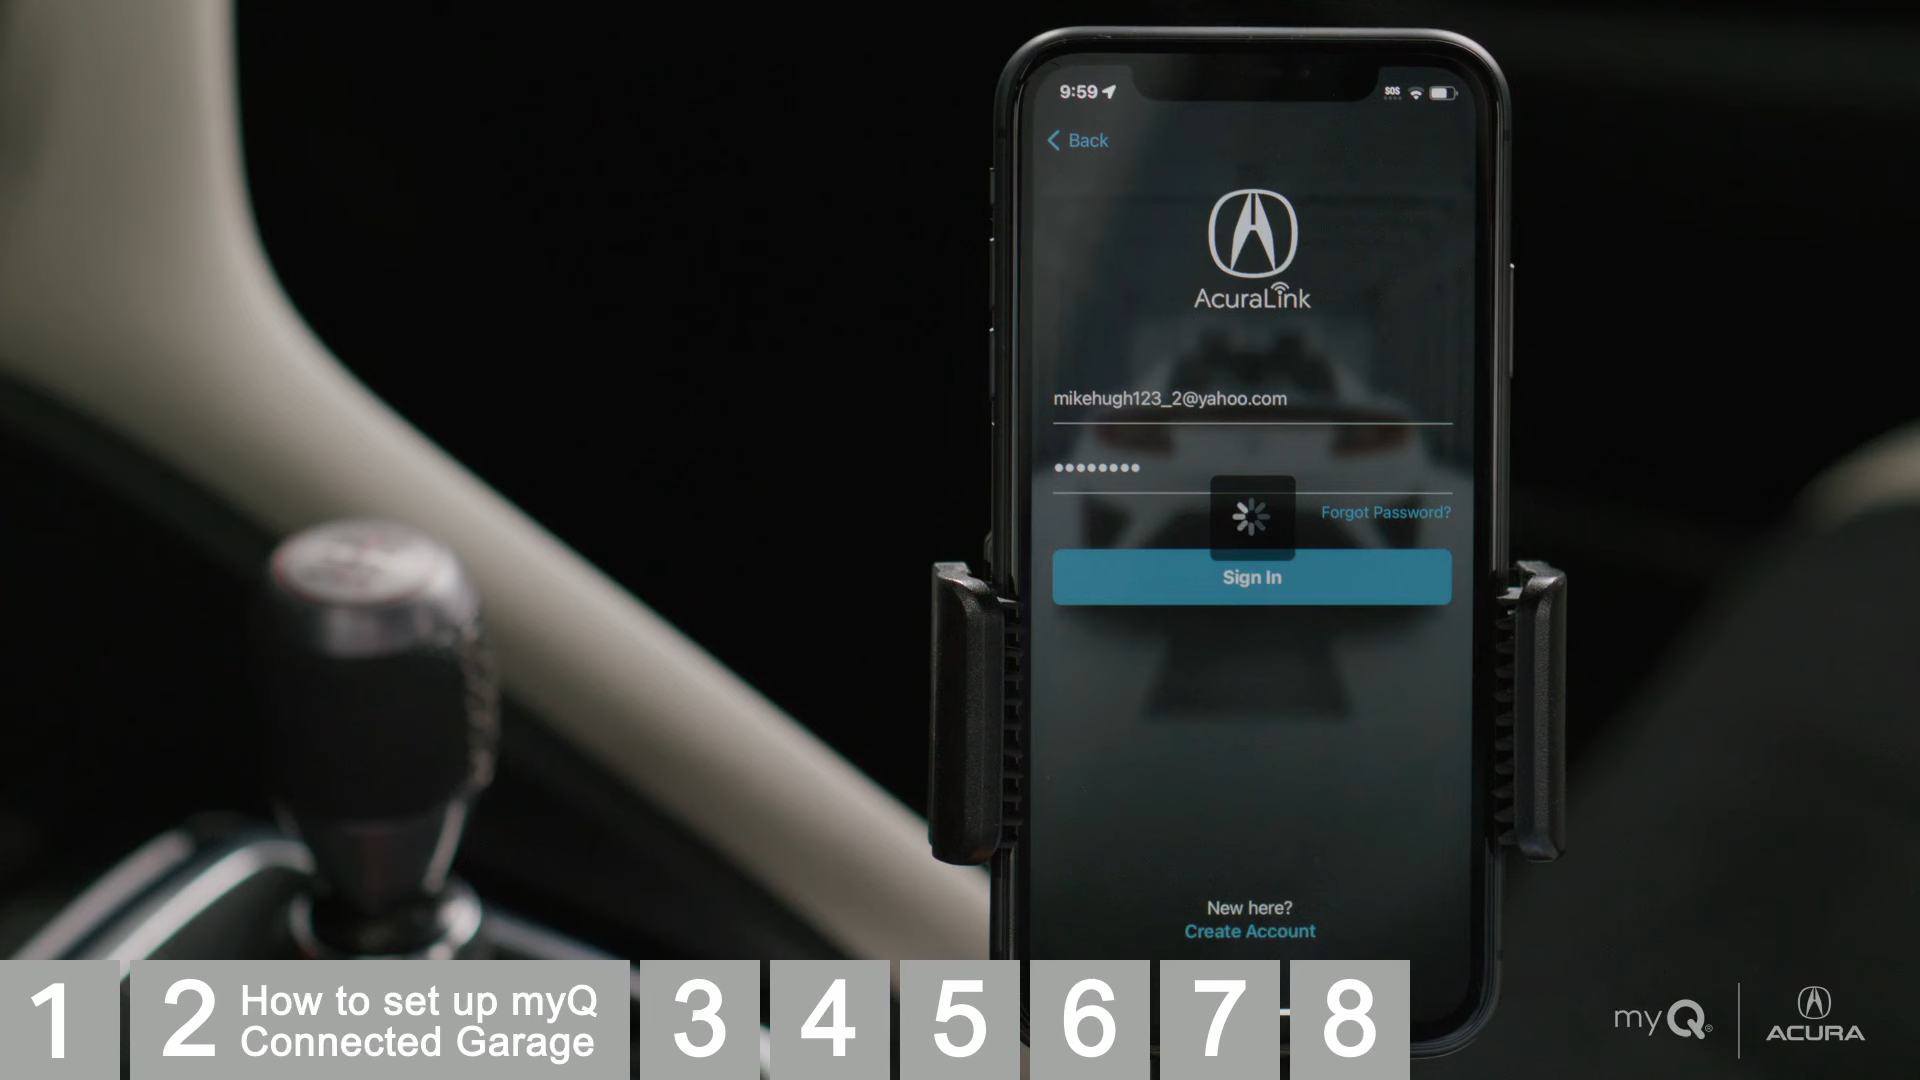 9:59
SOS
Back
AcuraLink
mikehugh123_2@yahoo.com
Forgot Password?
Sign In
New here?
Create Account
1
2
How to set up myQ
Connected Garage
3
4
5
6
7
8
myQ®
ACURA